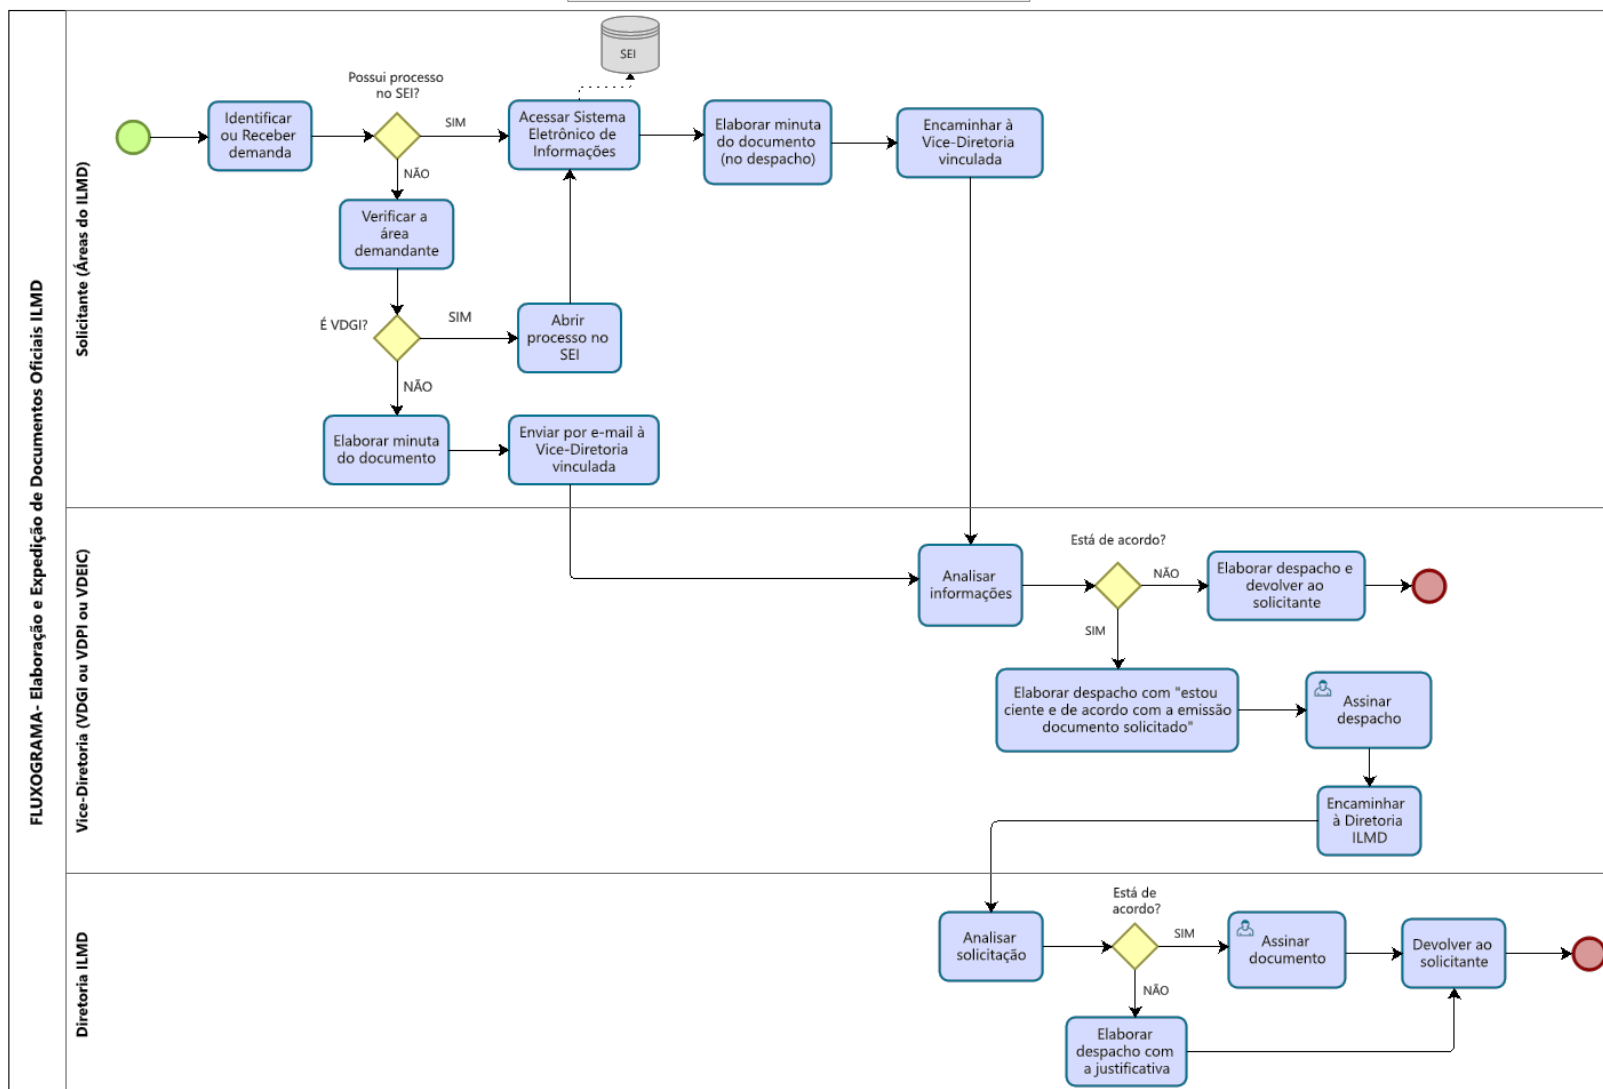 FLUXOGRAMA- Elaboração e Expedição de Documentos Oficiais ILMD
Solicitante (Áreas do ILMD)
SEI
Possui processo
no SEI?
Identificar
ou Receber
demanda
SIM
Acessar Sistema
Eletrônico de
Informações
Elaborar minuta
do documento
(no despacho)
Encaminhar à
Vice-Diretoria
vinculada
NÃO
Verificar a
área
demandante
É VDGI?
SIM
Abrir
processo no
SEI
NÃO
Elaborar minuta
do documento
Enviar por e-mail à
Vice-Diretoria
vinculada
Vice-Diretoria (VDGI ou VDPI ou VDEIC)
Analisar
informações
Está de acordo?
NÃO
Elaborar despacho e
devolver ao
solicitante
SIM
Elaborar despacho com "estou
ciente e de acordo com a emissão
documento solicitado"
Assinar
despacho
Encaminhar
à Diretoria
ILMD
Diretoria ILMD
Analisar
solicitação
Está de
acordo?
SIM
Assinar
documento
Devolver ao
solicitante
NÃO
Elaborar
despacho com
a justificativa